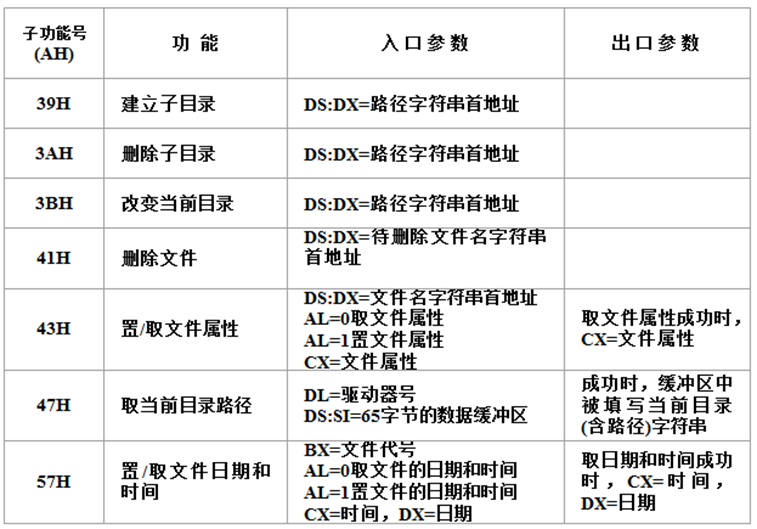 子功能号
(AH)
功 能
入 口 参 数
出 口 参 数
39H
建立子目录
DS:DX=路径字符串首地址
3AH
删除子目录
DS:DX=路径字符串首地址
3BH
改变当前目录
DS:DX=路径字符串首地址
41H
删除文件
DS:DX=待删除文件名字符串
首地址
43H
置/取文件属性
DS:DX=文件名字符串首地址
AL=0取文件属性
AL=1置文件属性
CX=文件属性
取文件属性成功时,
CX=文件属性
47H
取当前目录路径
DL=驱动器号
DS:SI=65字节的数据缓冲区
成功时, 缓冲区中
被填写当前目录
(含路径)字符串
57H
置/取文件日期和
时间
BX=文件代号
AL=0取文件的日期和时间
AL=1置文件的日期和时间
CX=时间, DX=日期
取日期和时间成功
时, CX=时间,
DX=日期